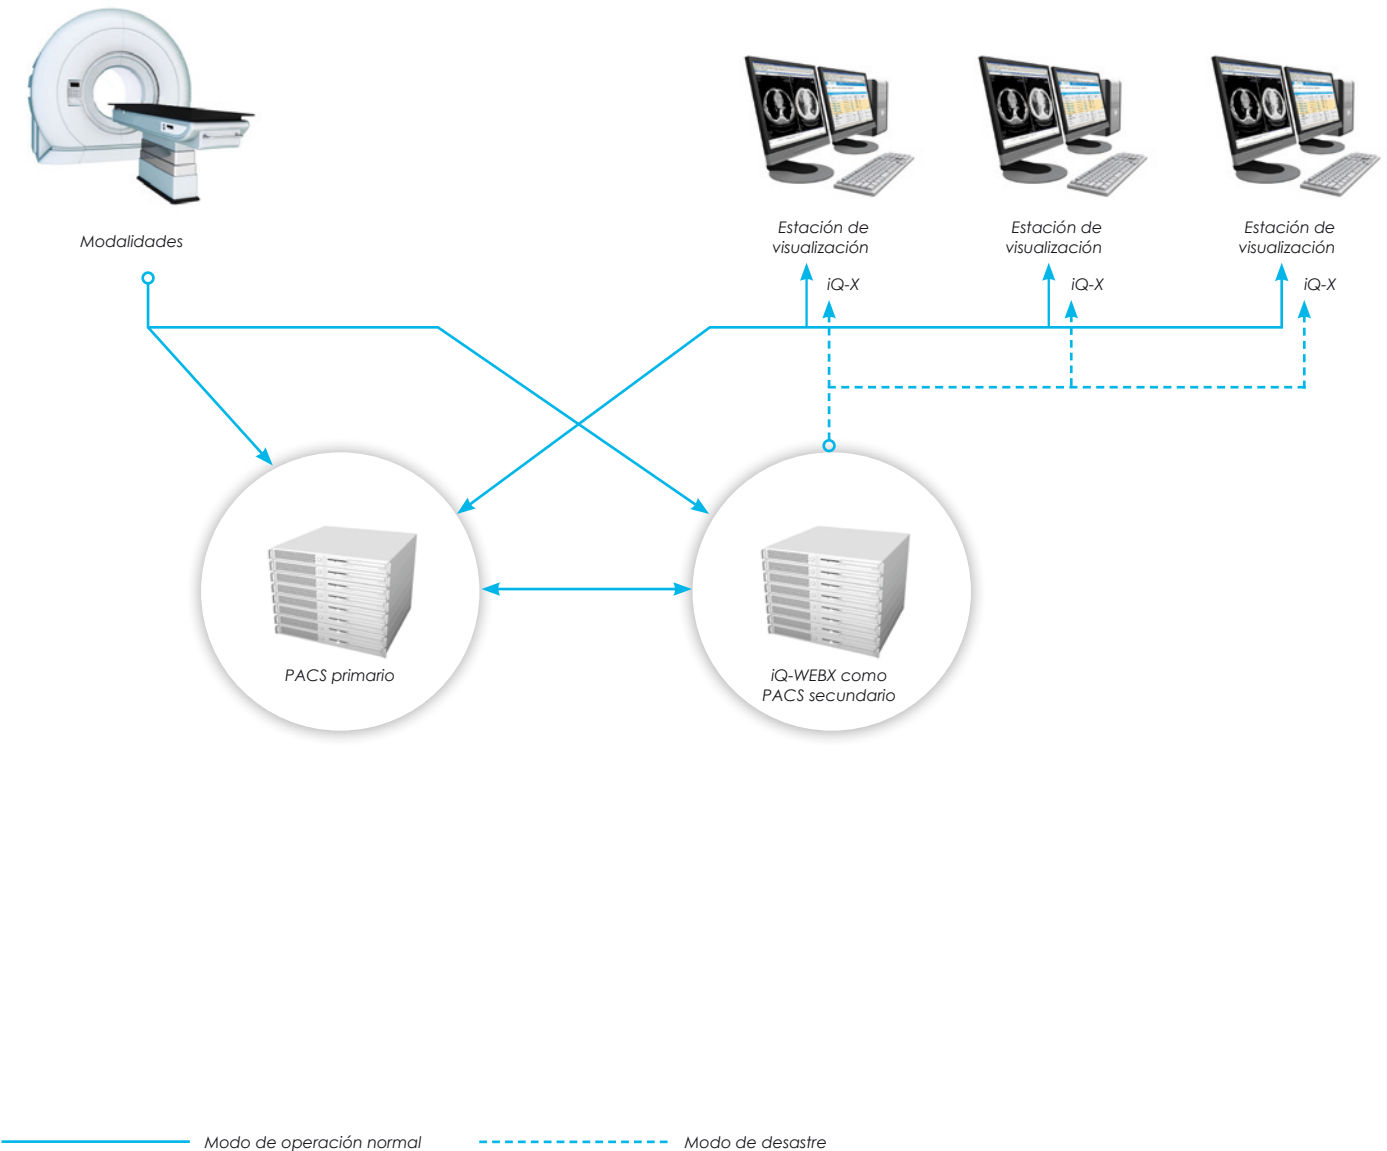 Modalidades
Estación de
visualización
Estación de
visualización
Estación de
visualización
iQ-X
iQ-X
iQ-X
PACS primario
iQ-WEBX como
PACS secundario
Modo de operación normal
Modo de desastre